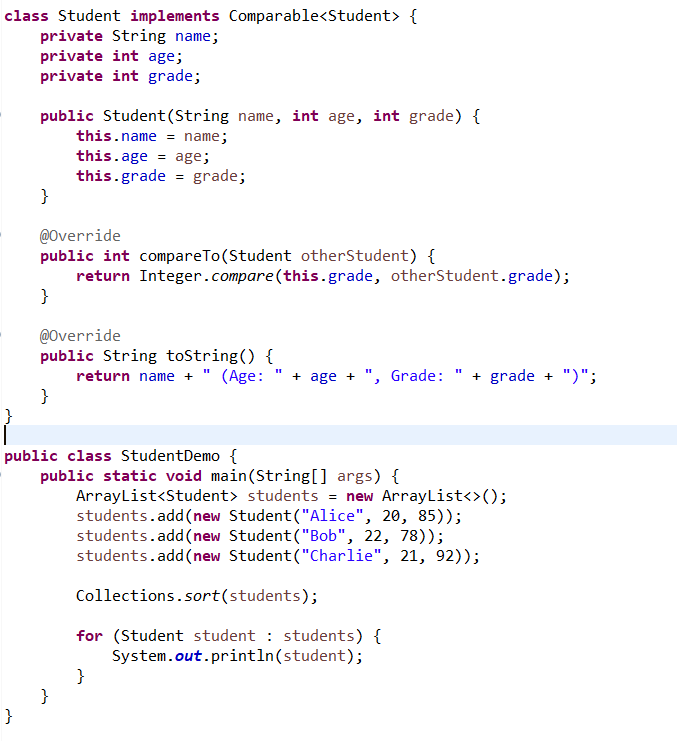 class Student implements Comparable<Student> {
    private String name;
    private int age;
    private int grade;

    public Student(String name, int age, int grade) {
        this.name = name;
        this.age = age;
        this.grade = grade;
    }

    @Override
    public int compareTo(Student otherStudent) {
        return Integer.compare(this.grade, otherStudent.grade);
    }

    @Override
    public String toString() {
        return name + " (Age: " + age + ", Grade: " + grade + ")";
    }
}

public class StudentDemo {
    public static void main(String[] args) {
        ArrayList<Student> students = new ArrayList<>();
        students.add(new Student("Alice", 20, 85));
        students.add(new Student("Bob", 22, 78));
        students.add(new Student("Charlie", 21, 92));

        Collections.sort(students);

        for (Student student : students) {
            System.out.println(student);
        }
    }
}